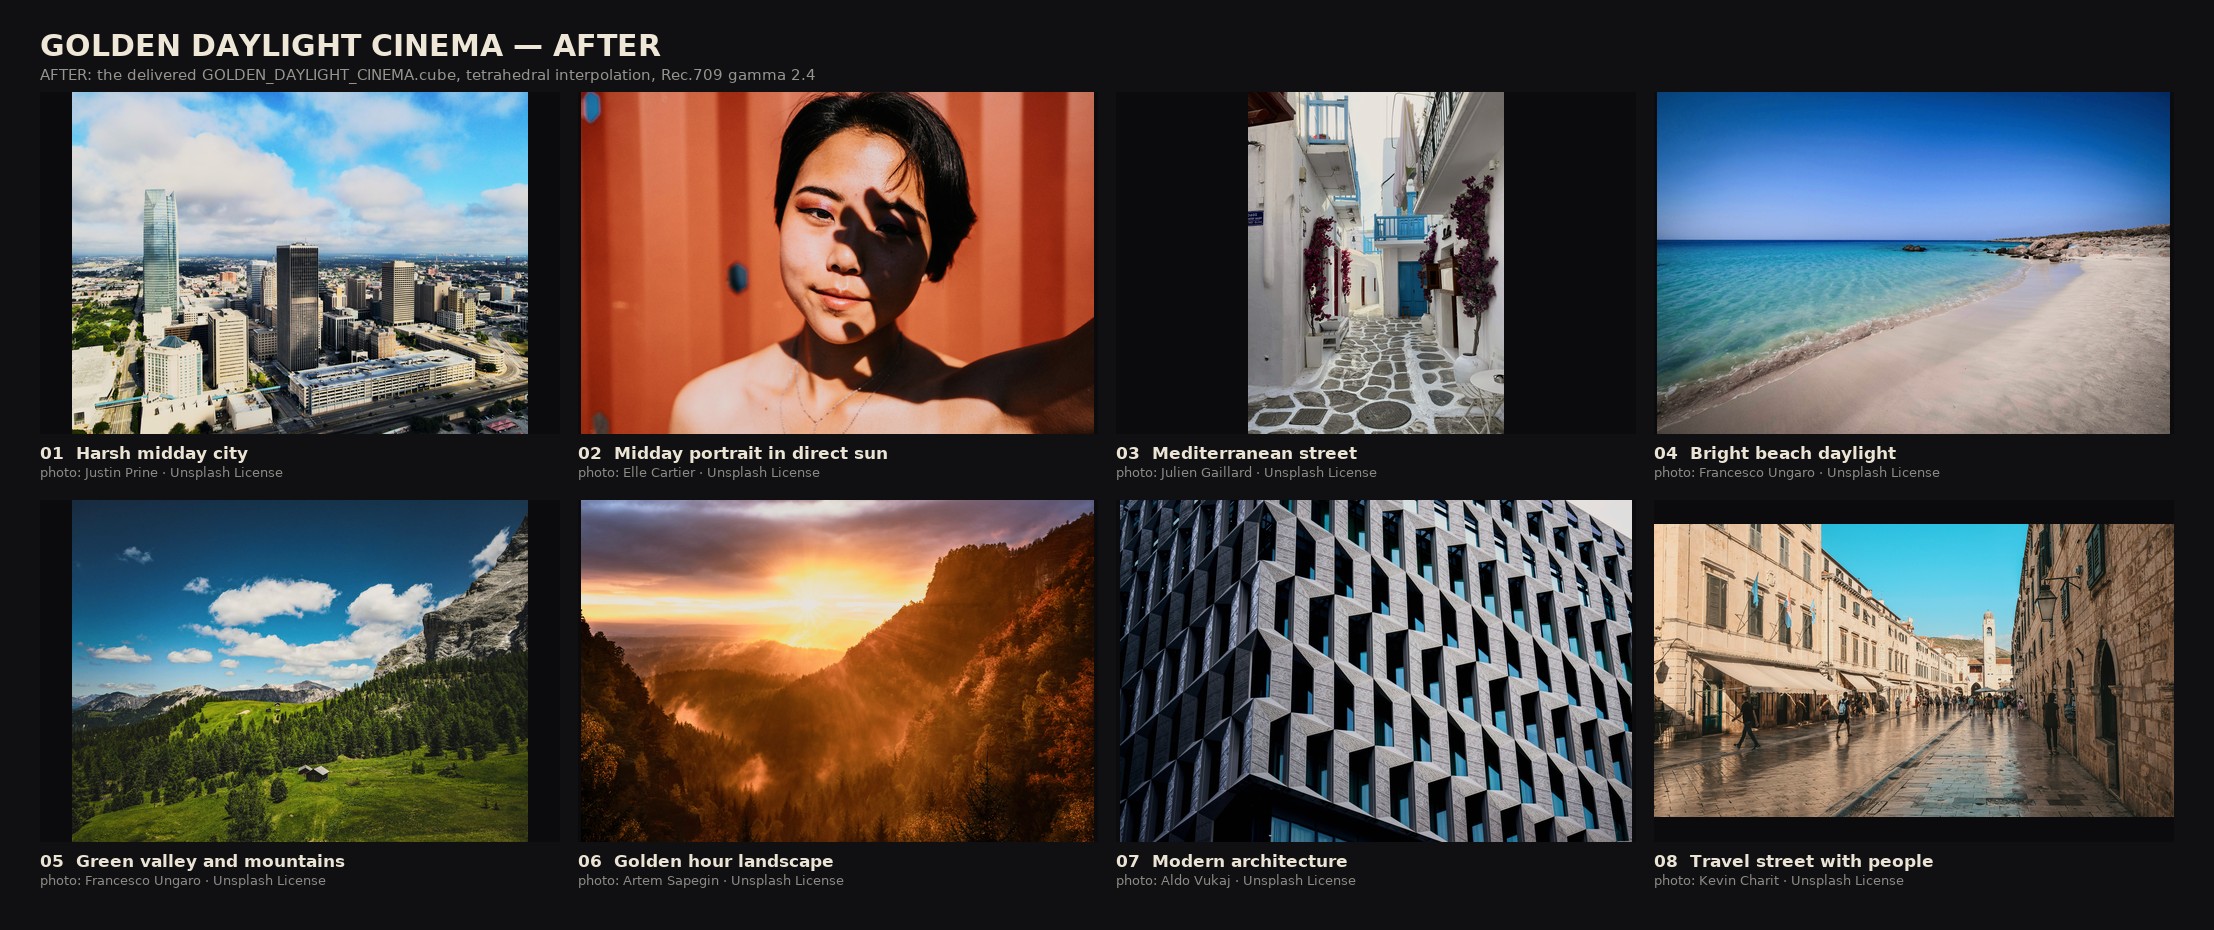 GOLDEN DAYLIGHT CINEMA — AFTER
AFTER: the delivered GOLDEN_DAYLIGHT_CINEMA.cube, tetrahedral interpolation, Rec.709 gamma 2.4
01 Harsh midday city
photo: Justin Prine · Unsplash License
02 Midday portrait in direct sun
photo: Elle Cartier · Unsplash License
03 Mediterranean street
photo: Julien Gaillard · Unsplash License
04 Bright beach daylight
photo: Francesco Ungaro · Unsplash License
05 Green valley and mountains
photo: Francesco Ungaro · Unsplash License
06 Golden hour landscape
photo: Artem Sapegin · Unsplash License
07 Modern architecture
photo: Aldo Vukaj · Unsplash License
08 Travel street with people
photo: Kevin Charit · Unsplash License